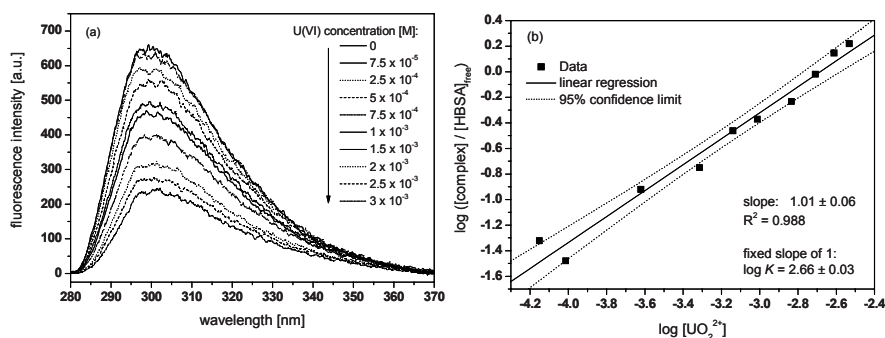 (a)
U(VI) concentration [M]:
0
7.5 x 10⁻⁵
2.5 x 10⁻⁴
5 x 10⁻⁴
7.5 x 10⁻⁴
1 x 10⁻³
1.5 x 10⁻³
2 x 10⁻³
2.5 x 10⁻³
3 x 10⁻³
fluorescence intensity [a.u.]
700
600
500
400
300
200
100
0
280 290 300 310 320 330 340 350 360 370
wavelength [nm]
(b)
Data
linear regression
95% confidence limit
slope: 1.01 ± 0.06
R² = 0.988
fixed slope of 1:
log K = 2.66 ± 0.03
log ([complex] / [HBSA]free)
0.4
0.2
0.0
-0.2
-0.4
-0.6
-0.8
-1.0
-1.2
-1.4
-1.6
-4.2 -4.0 -3.8 -3.6 -3.4 -3.2 -3.0 -2.8 -2.6 -2.4
log [UO₂²⁺]